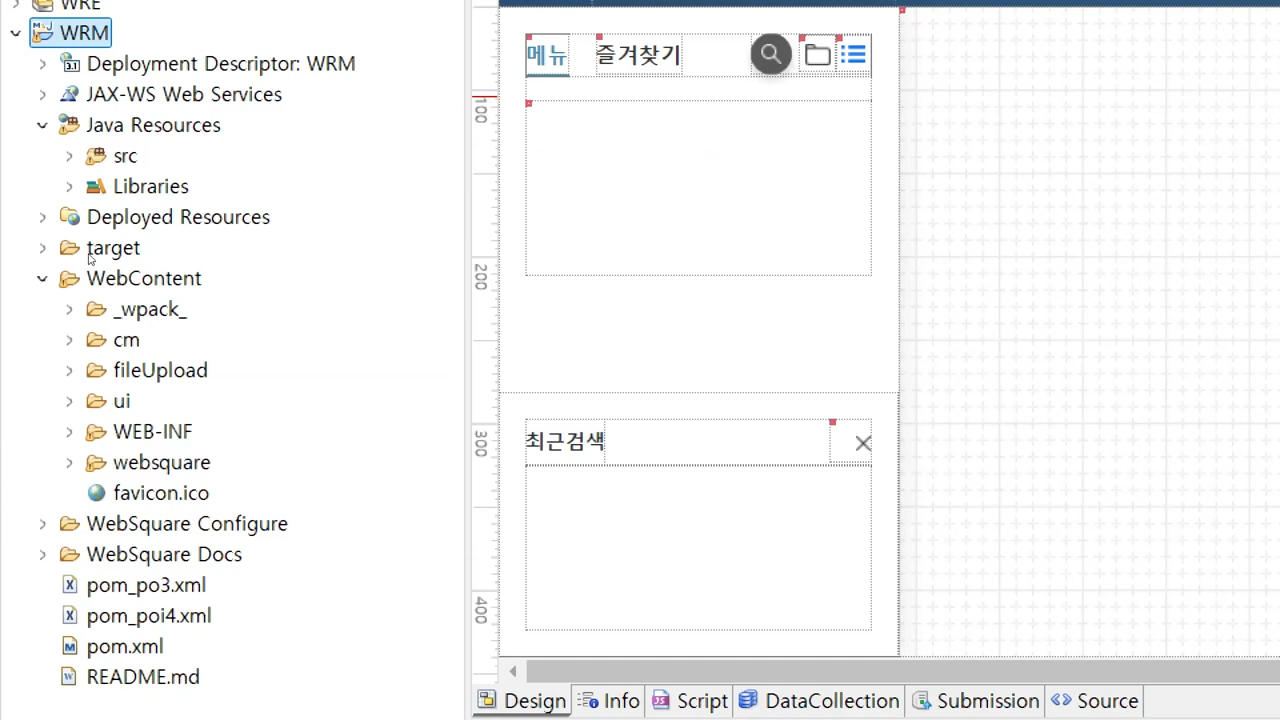 WRE
WRM
Deployment Descriptor: WRM
JAX-WS Web Services
Java Resources
src
Libraries
Deployed Resources
target
WebContent
_wpack_
cm
fileUpload
ui
WEB-INF
websquare
favicon.ico
WebSquare Configure
WebSquare Docs
pom_po3.xml
pom_poi4.xml
pom.xml
README.md
메뉴 즐겨찾기
100
200
최근검색
300
400
Design Info Script DataCollection Submission Source